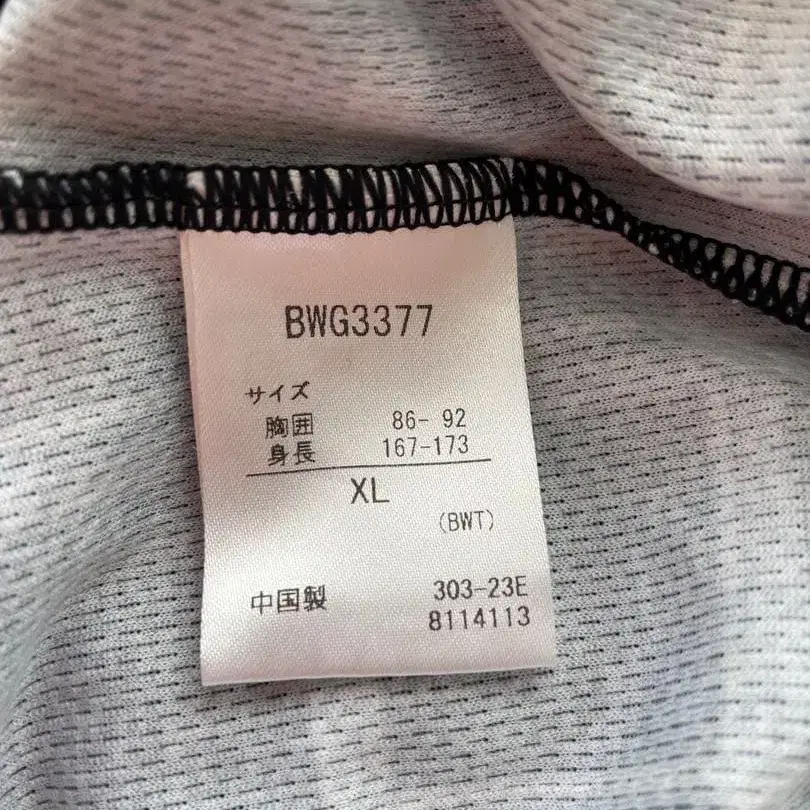 BWG3377
サイズ
胸囲 86- 92
身長 167-173
XL
(BWT)
中国製 303-23E
8114113